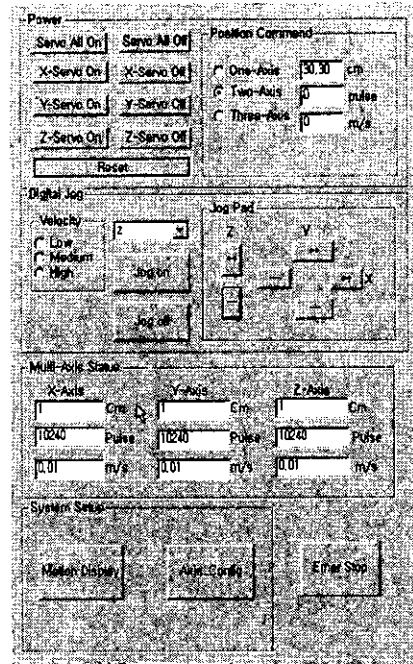 Power
Servo All On
Servo All Off
X-Servo On
X-Servo Off
Y-Servo On
Y-Servo Off
Z-Servo On
Z-Servo Off
Reset
Position Command
One-Axis
30,30
cm
Two-Axis
0
pulse
Three-Axis
0
m/s
Digital Jog
Velocity
Low
Medium
High
Z
Jog on
Jog off
Jog Pad
Z
Y
++
++
--
++
X
--
--
Multi-Axis Status
X-Axis
Y-Axis
Z-Axis
1 Cm
1 Cm
1 Cm
10240 Pulse
10240 Pulse
10240 Pulse
0.01 m/s
0.01 m/s
0.01 m/s
System Setup
Motion Display
Axis Config
Emer Stop